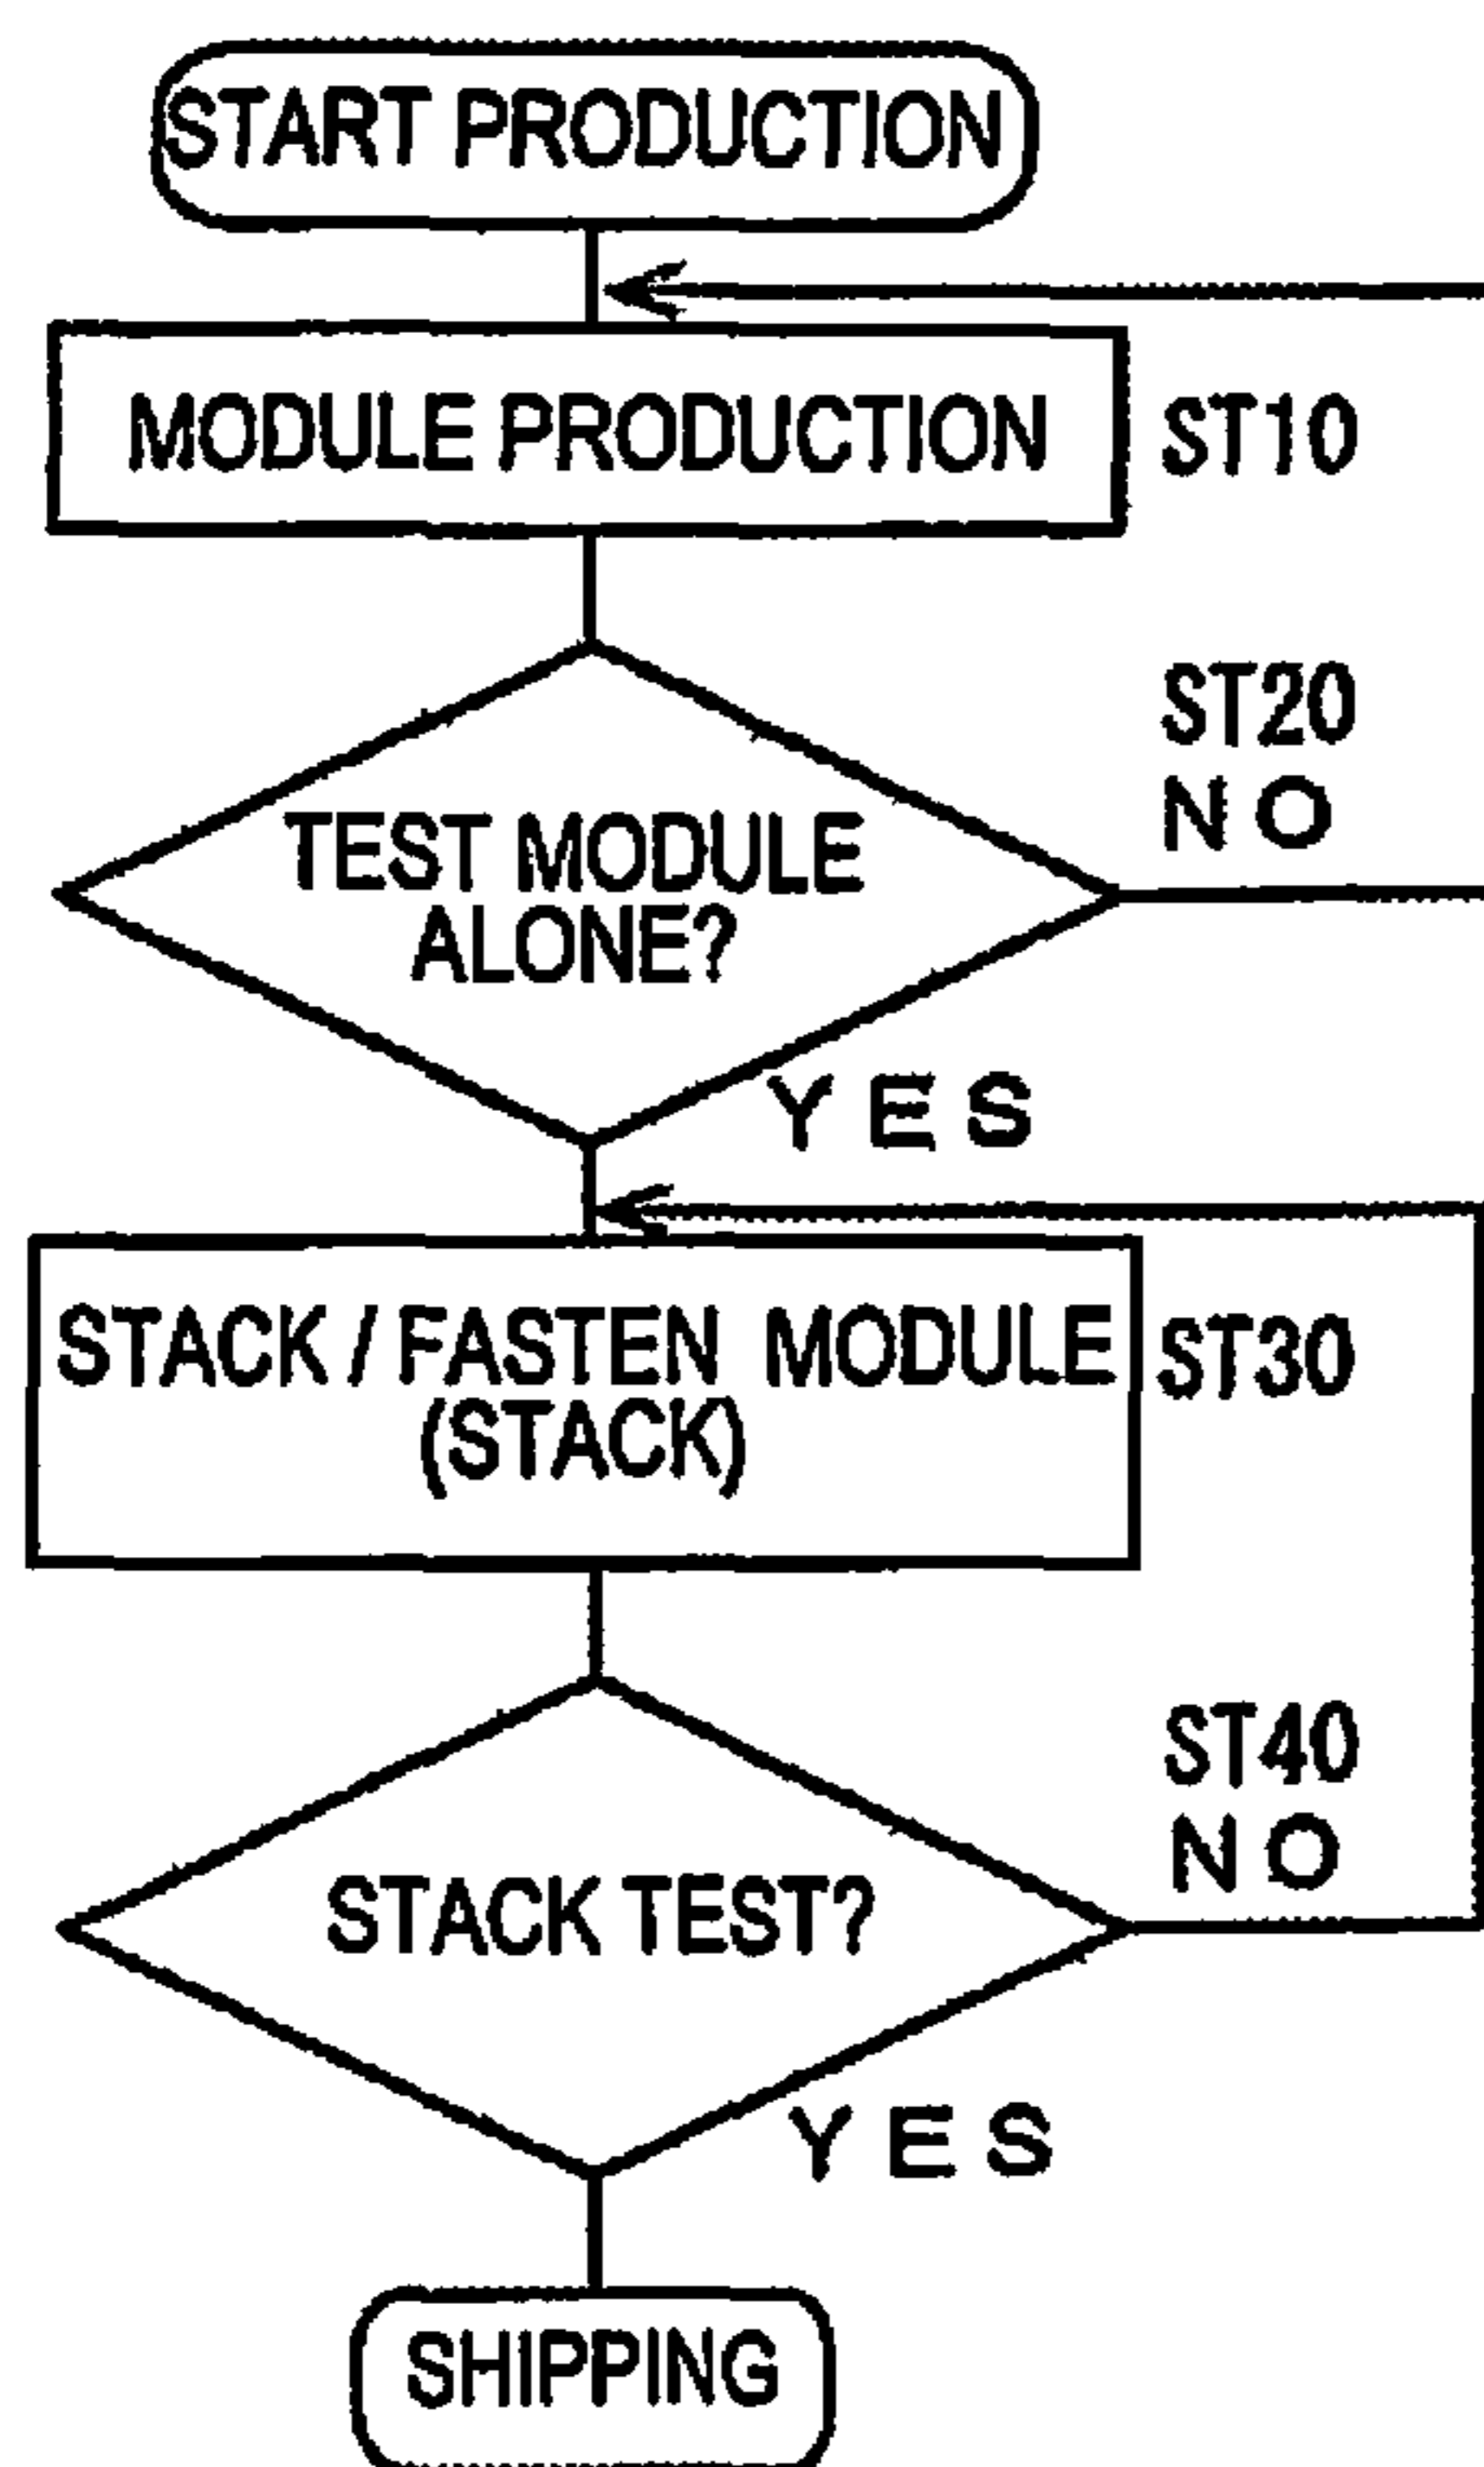 START PRODUCTION
MODULE PRODUCTION
ST10
ST20
NO
TEST MODULE
ALONE?
YES
STACK / FASTEN MODULE
(STACK)
ST30
ST40
NO
STACK TEST?
YES
SHIPPING